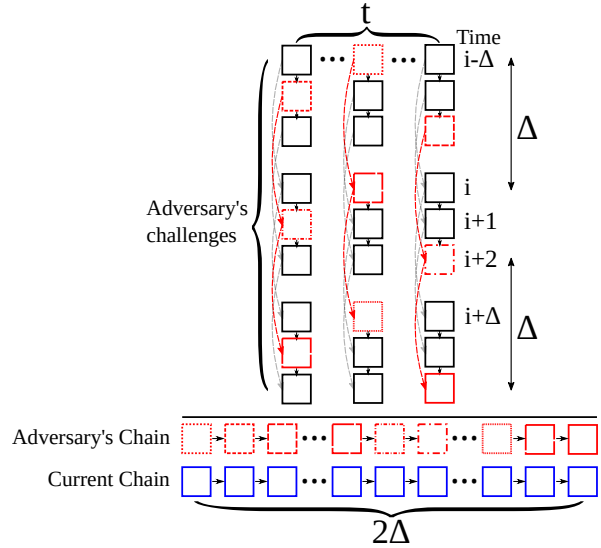 t
Time
i-Δ
Δ
i
Adversary's
challenges
i+1
i+2
i+Δ
Δ
Adversary's Chain
Current Chain
2Δ